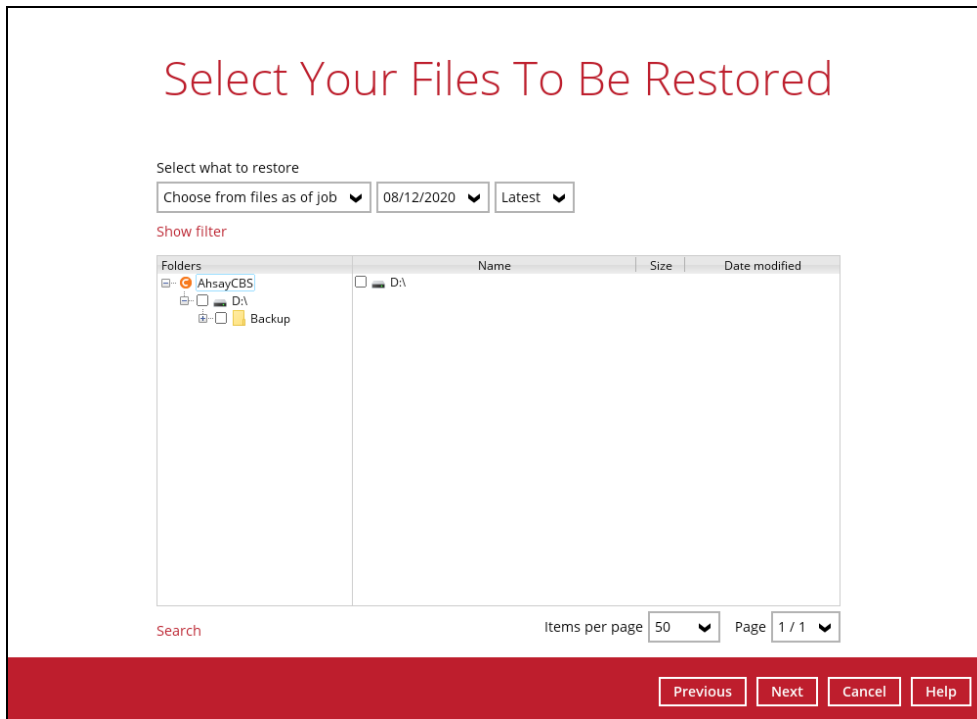 Select Your Files To Be Restored
Select what to restore
Choose from files as of job 08/12/2020 Latest
Show filter
Folders Name Size Date modified
C AhsayCBS D:\
D:\
Backup
Search Items per page 50 Page 1 / 1
Previous Next Cancel Help